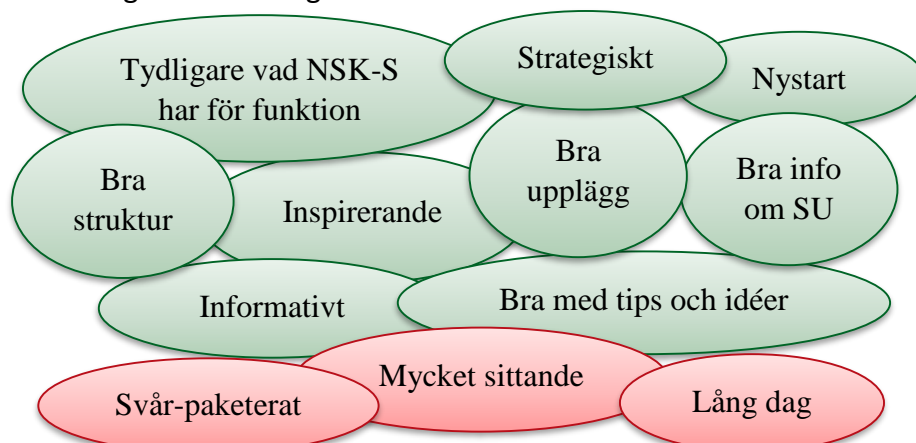 Strategiskt
Tydligare vad NSK-S
har för funktion
Nystart
Bra
upplägg
Bra info
om SU
Bra
struktur
Inspirerande
Informativt
Bra med tips och idéer
Mycket sittande
Svår-paketerat
Lång dag